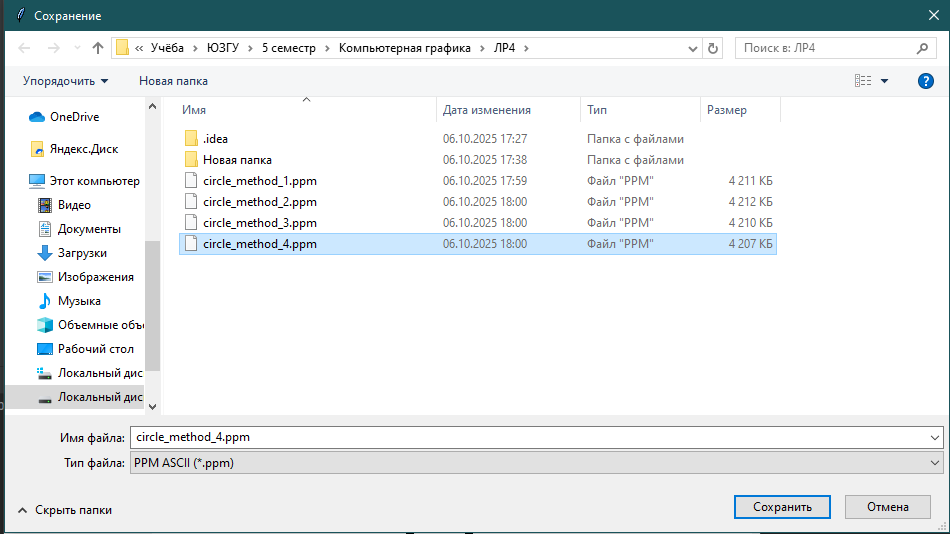 Сохранение
« Учёба › ЮЗГУ › 5 семестр › Компьютерная графика › ЛР4 ›
Поиск в: ЛР4
Упорядочить
Новая папка
?
OneDrive
Яндекс.Диск
Этот компьютер
Видео
Документы
Загрузки
Изображения
Музыка
Объемные объ
Рабочий стол
Локальный дис
Локальный дис
Имя Дата изменения Тип Размер
.idea 06.10.2025 17:27 Папка с файлами
Новая папка 06.10.2025 17:38 Папка с файлами
circle_method_1.ppm 06.10.2025 17:59 Файл "PPM" 4 211 КБ
circle_method_2.ppm 06.10.2025 18:00 Файл "PPM" 4 212 КБ
circle_method_3.ppm 06.10.2025 18:00 Файл "PPM" 4 210 КБ
circle_method_4.ppm 06.10.2025 18:00 Файл "PPM" 4 207 КБ
Имя файла: circle_method_4.ppm
Тип файла: PPM ASCII (*.ppm)
Скрыть папки
Сохранить
Отмена